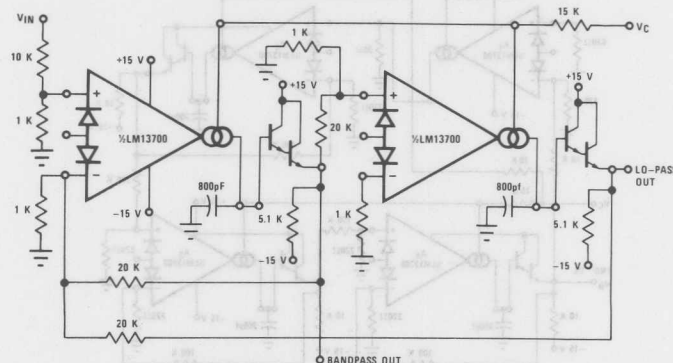 VIN
15 K
VC
1 K
10 K
+15 V
+15 V
+15 V
+
+
1 K
½LM13700
20 K
½LM13700
−
−
LO-PASS OUT
1 K
−15 V
800pF
5.1 K
1 K
800pf
5.1 K
−15 V
−15 V
20 K
20 K
BANDPASS OUT